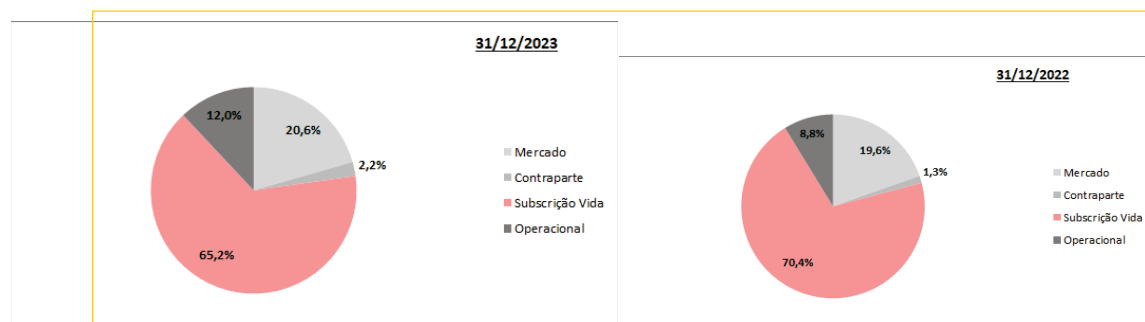 31/12/2023
12,0%
20,6%
2,2%
65,2%
Mercado
Contraparte
Subscrição Vida
Operacional
31/12/2022
8,8%
19,6%
1,3%
70,4%
Mercado
Contraparte
Subscrição Vida
Operacional